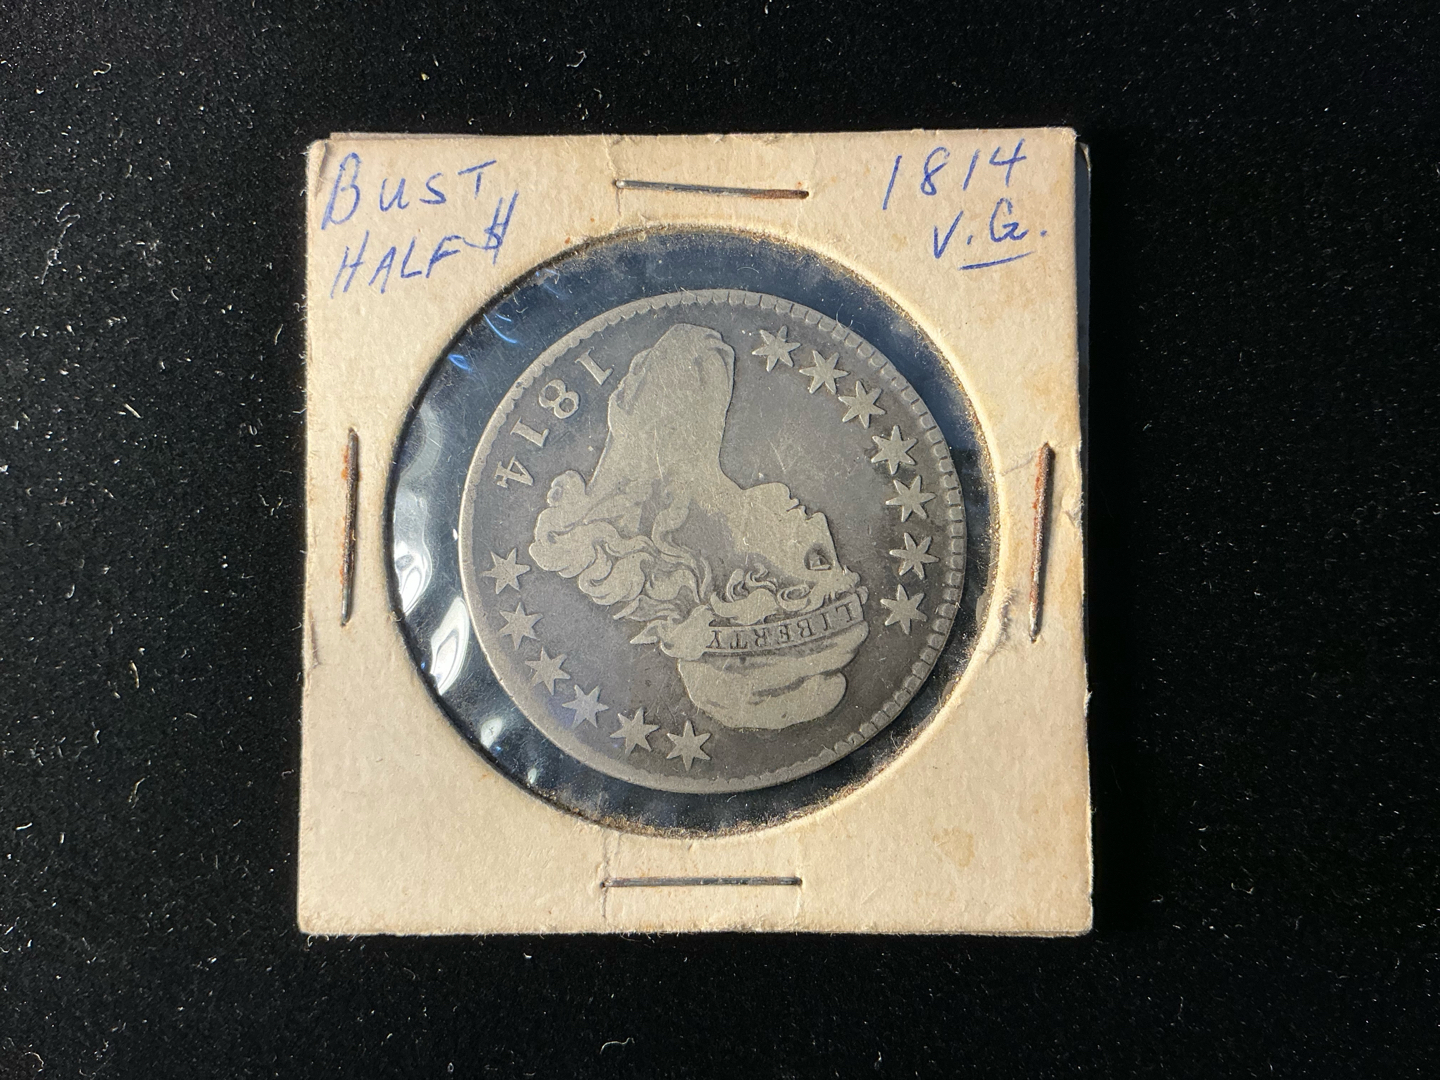 BUST
HALF $
1814
V.G.
1814
LIBERTY